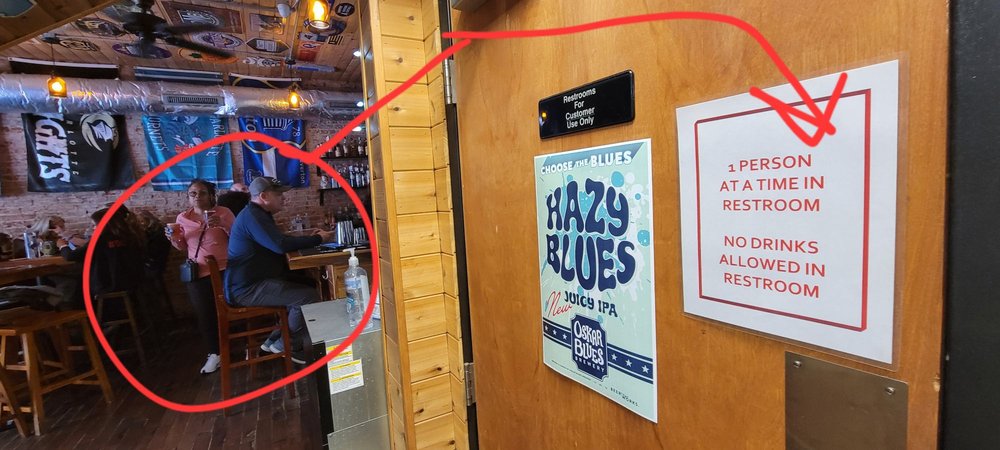 Restrooms
For
Customer
Use Only
CHOOSE THE BLUES
HAZY
BLUES
New JUICY IPA
OSKAR
BLUES
BREWERY
1 PERSON
AT A TIME IN
RESTROOM
NO DRINKS
ALLOWED IN
RESTROOM